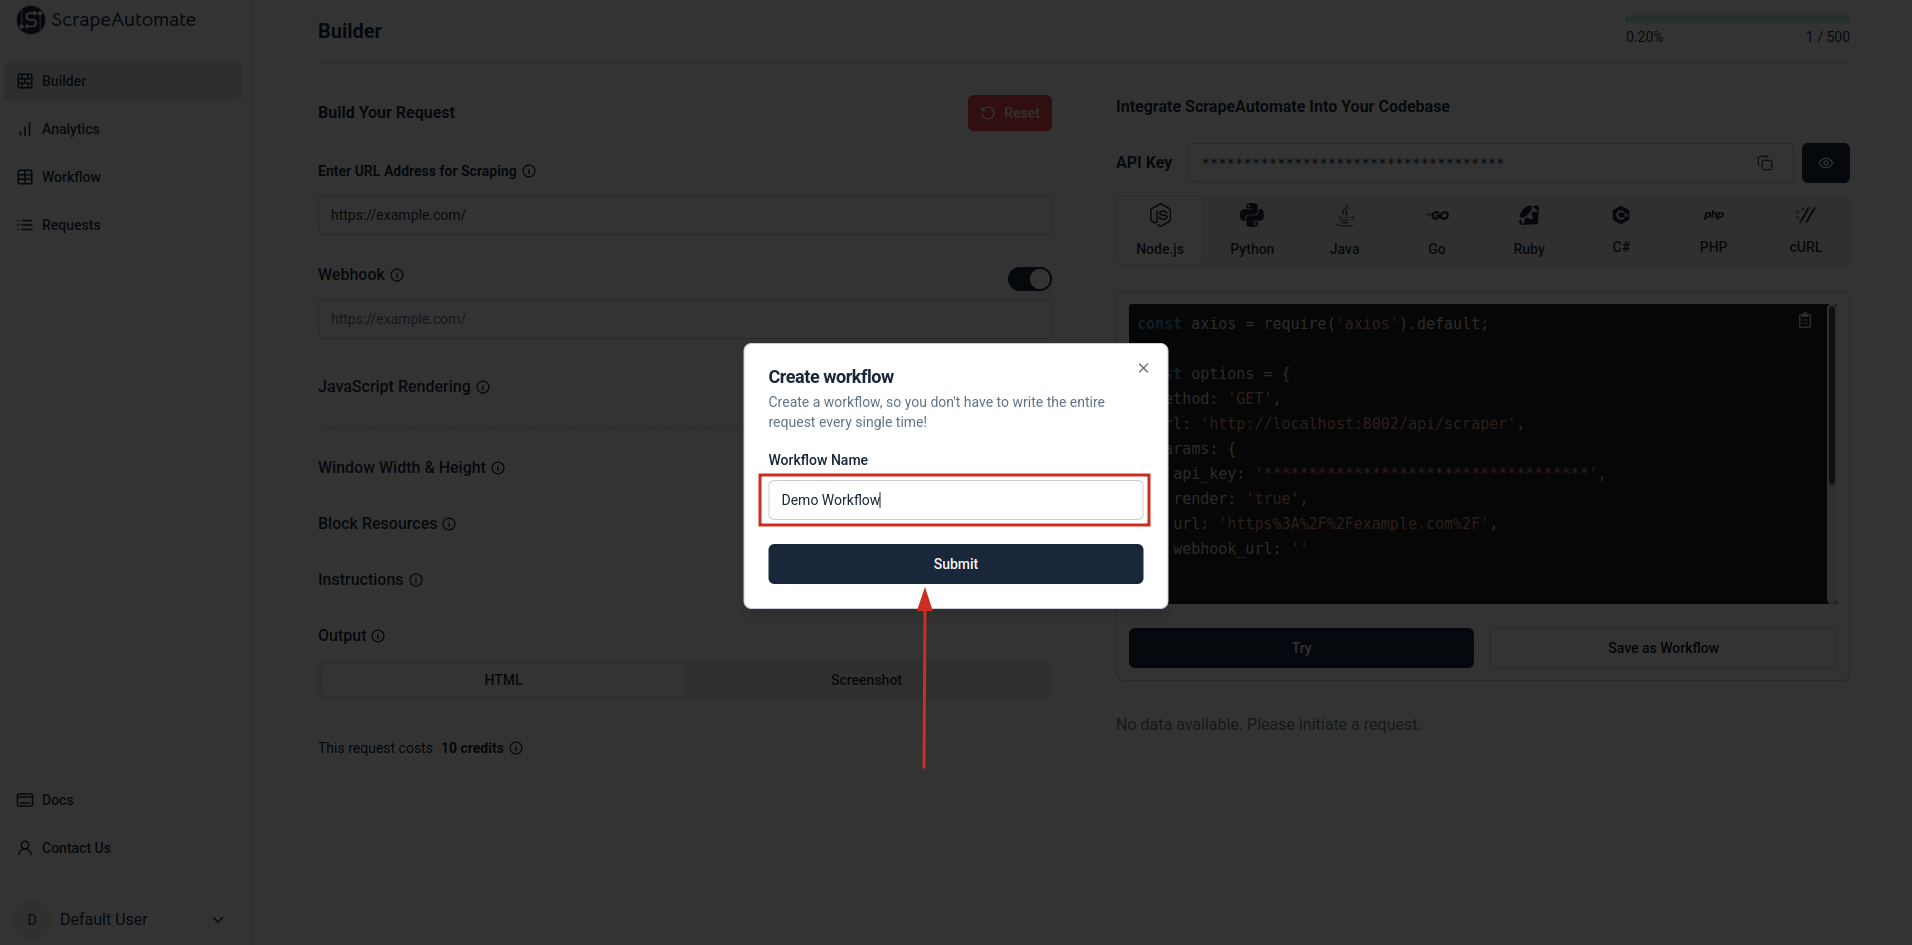 ScrapeAutomate
Builder
Analytics
Workflow
Requests
Docs
Contact Us
D Default User
Builder
0.20% 1 / 500
Build Your Request
Reset
Enter URL Address for Scraping
https://example.com/
Webhook
https://example.com/
JavaScript Rendering
Window Width & Height
Block Resources
Instructions
Output
HTML Screenshot
This request costs 10 credits
Create workflow
Create a workflow, so you don't have to write the entire
request every single time!
Workflow Name
Demo Workflow
Submit
Integrate ScrapeAutomate Into Your Codebase
API Key ************************************
Node.js Python Java Go Ruby C# PHP cURL
const axios = require('axios').default;
st options = {
ethod: 'GET',
rl: 'http://localhost:8002/api/scraper',
arams: {
api_key: '************************************',
render: 'true',
url: 'https%3A%2F%2Fexample.com%2F',
webhook_url: ''
Try
Save as Workflow
No data available. Please initiate a request.